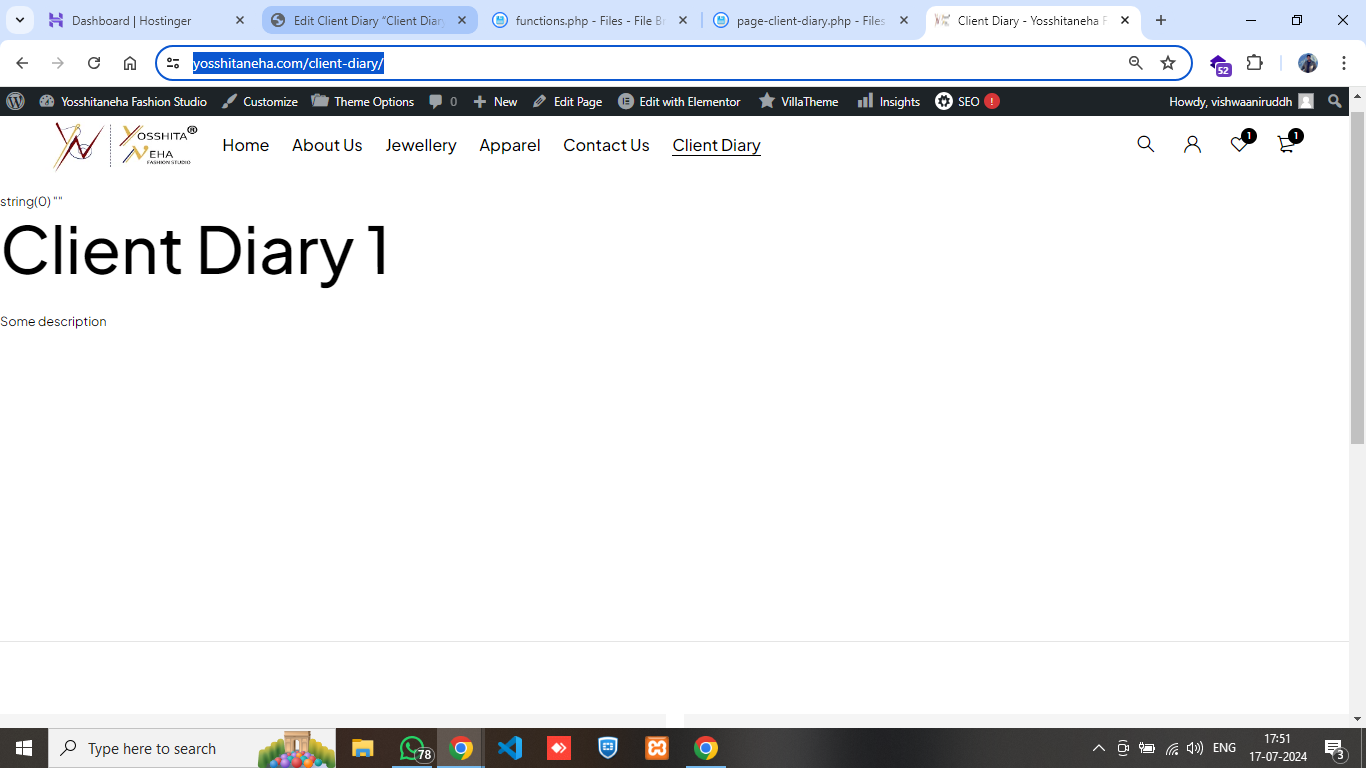 Dashboard | Hostinger
Edit Client Diary “Client Diar
functions.php - Files - File Br
page-client-diary.php - Files
Client Diary - Yosshitaneha F
yosshitaneha.com/client-diary/
52
Yosshitaneha Fashion Studio
Customize
Theme Options
0
New
Edit Page
Edit with Elementor
VillaTheme
Insights
SEO
!
Howdy, vishwaaniruddh
YOSSHITA®
NEHA
FASHION STUDIO
Home
About Us
Jewellery
Apparel
Contact Us
Client Diary
1
1
string(0) ""
Client Diary 1
Some description
Type here to search
78
ENG
17:51
17-07-2024
3